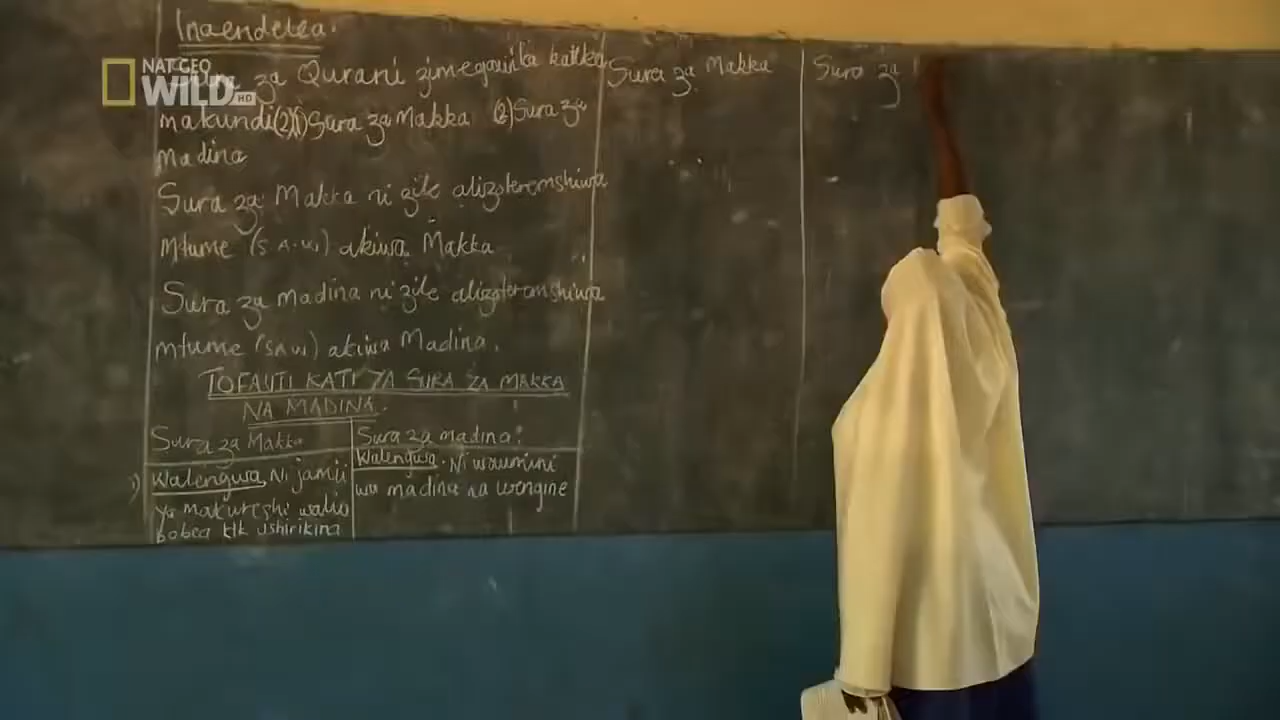 NAT GEO
WILD HD
Inaendelea.
za Qurani zimegawika katika
makundi (2)(1) Sura za Makka (2) Sura za
Madina
Sura za Makka ni zile alizoteremshiwa
Mtume (S.A.W) akiwa Makka
Sura za madina ni zile alizoteremshiwa
mtume (SAW) akiwa Madina.
TOFAUTI KATI YA SURA ZA MAKKA
NA MADINA.
Sura za Makka
Sura za madina:
i) Walengwa, Ni jamii
ya makureshi walio
bobea ktk ushirikina
Walengwa. Ni waumini
wa madina na wengine
Sura za Makka
Sura za